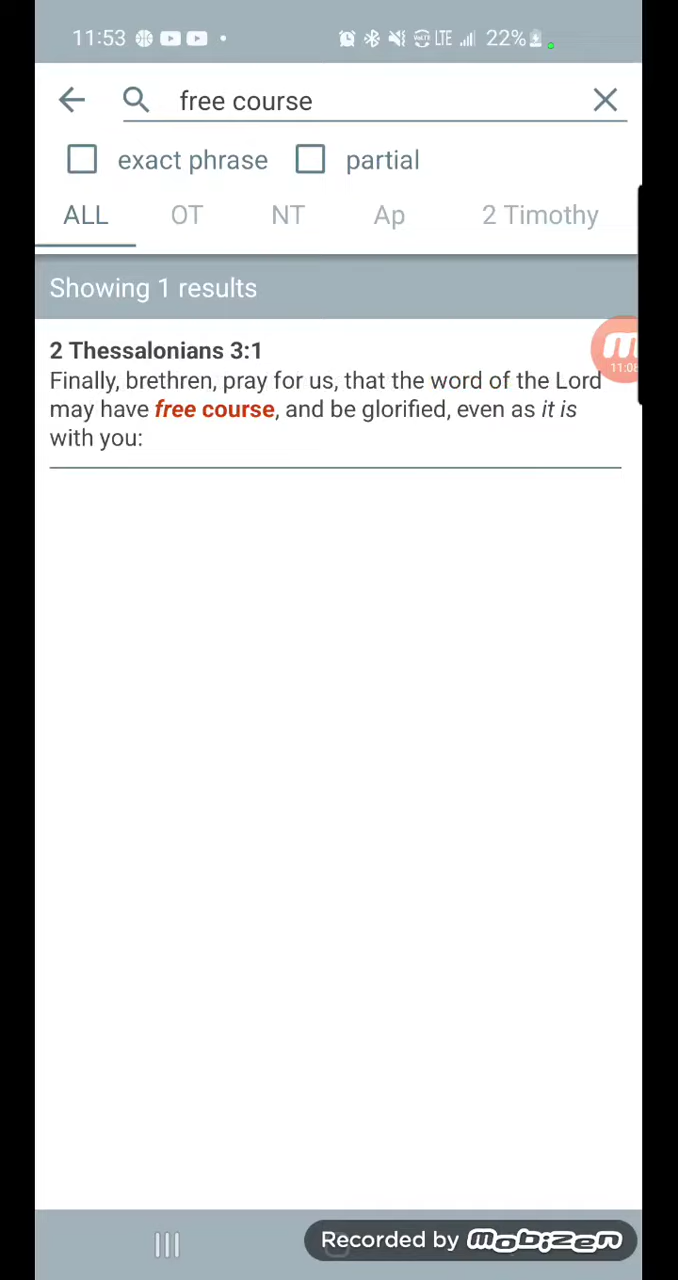 11:53 LTE 22%
free course
exact phrase partial
ALL OT NT Ap 2 Timothy
Showing 1 results
2 Thessalonians 3:1
Finally, brethren, pray for us, that the word of the Lord
may have free course, and be glorified, even as it is
with you:
Recorded by mobizen